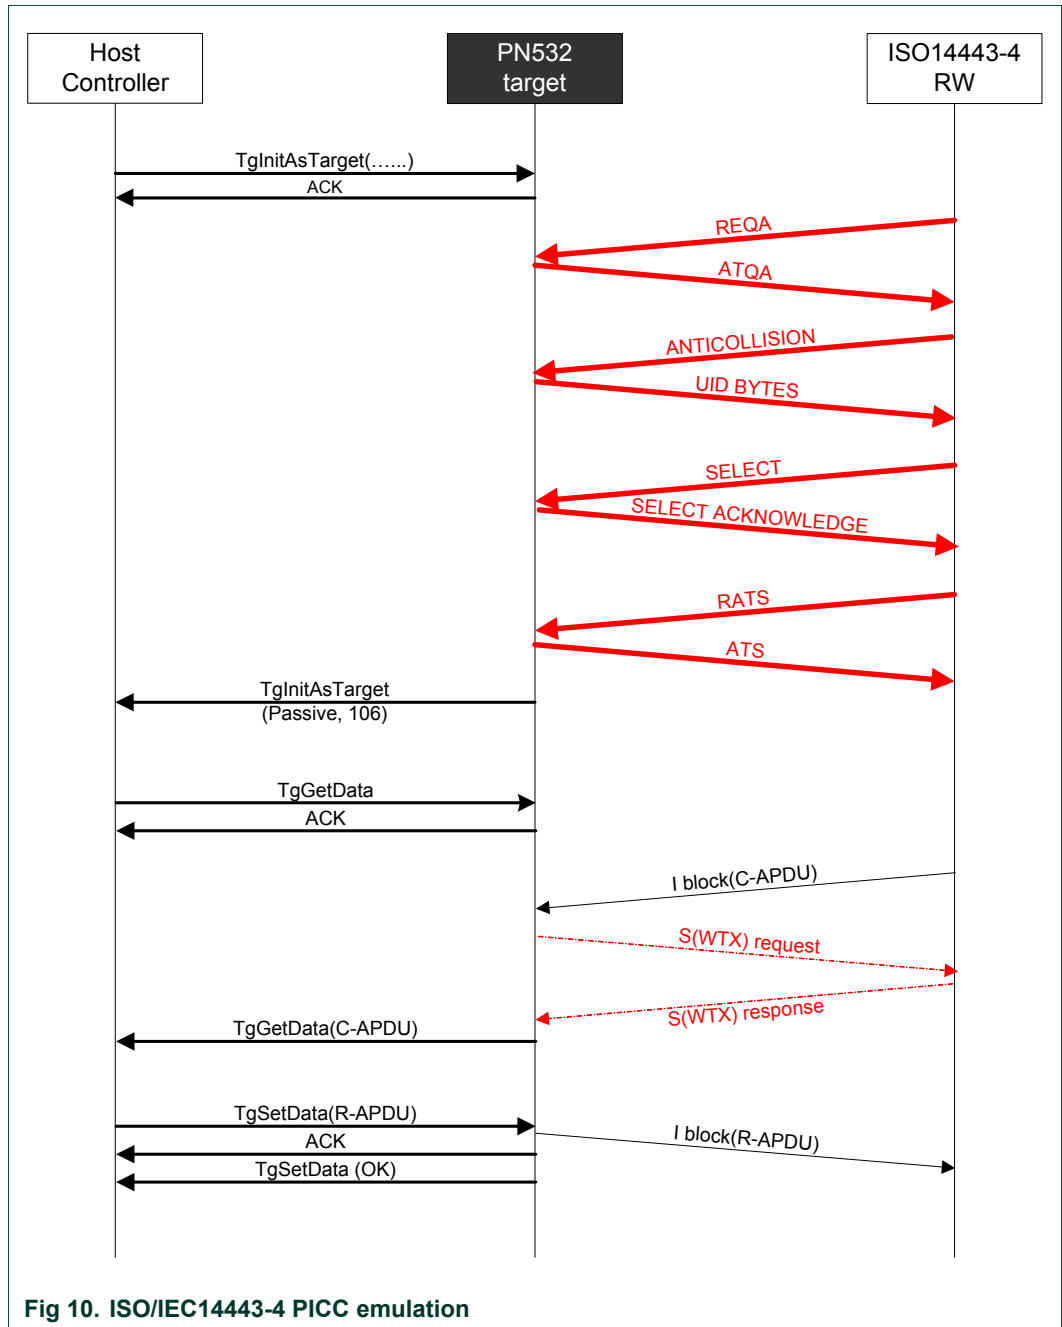 Host
Controller
PN532
target
ISO14443-4
RW
TgInitAsTarget(…...)
ACK
REQA
ATQA
ANTICOLLISION
UID BYTES
SELECT
SELECT ACKNOWLEDGE
RATS
ATS
TgInitAsTarget
(Passive, 106)
TgGetData
ACK
I block(C-APDU)
S(WTX) request
S(WTX) response
TgGetData(C-APDU)
TgSetData(R-APDU)
ACK
I block(R-APDU)
TgSetData (OK)
Fig 10. ISO/IEC14443-4 PICC emulation